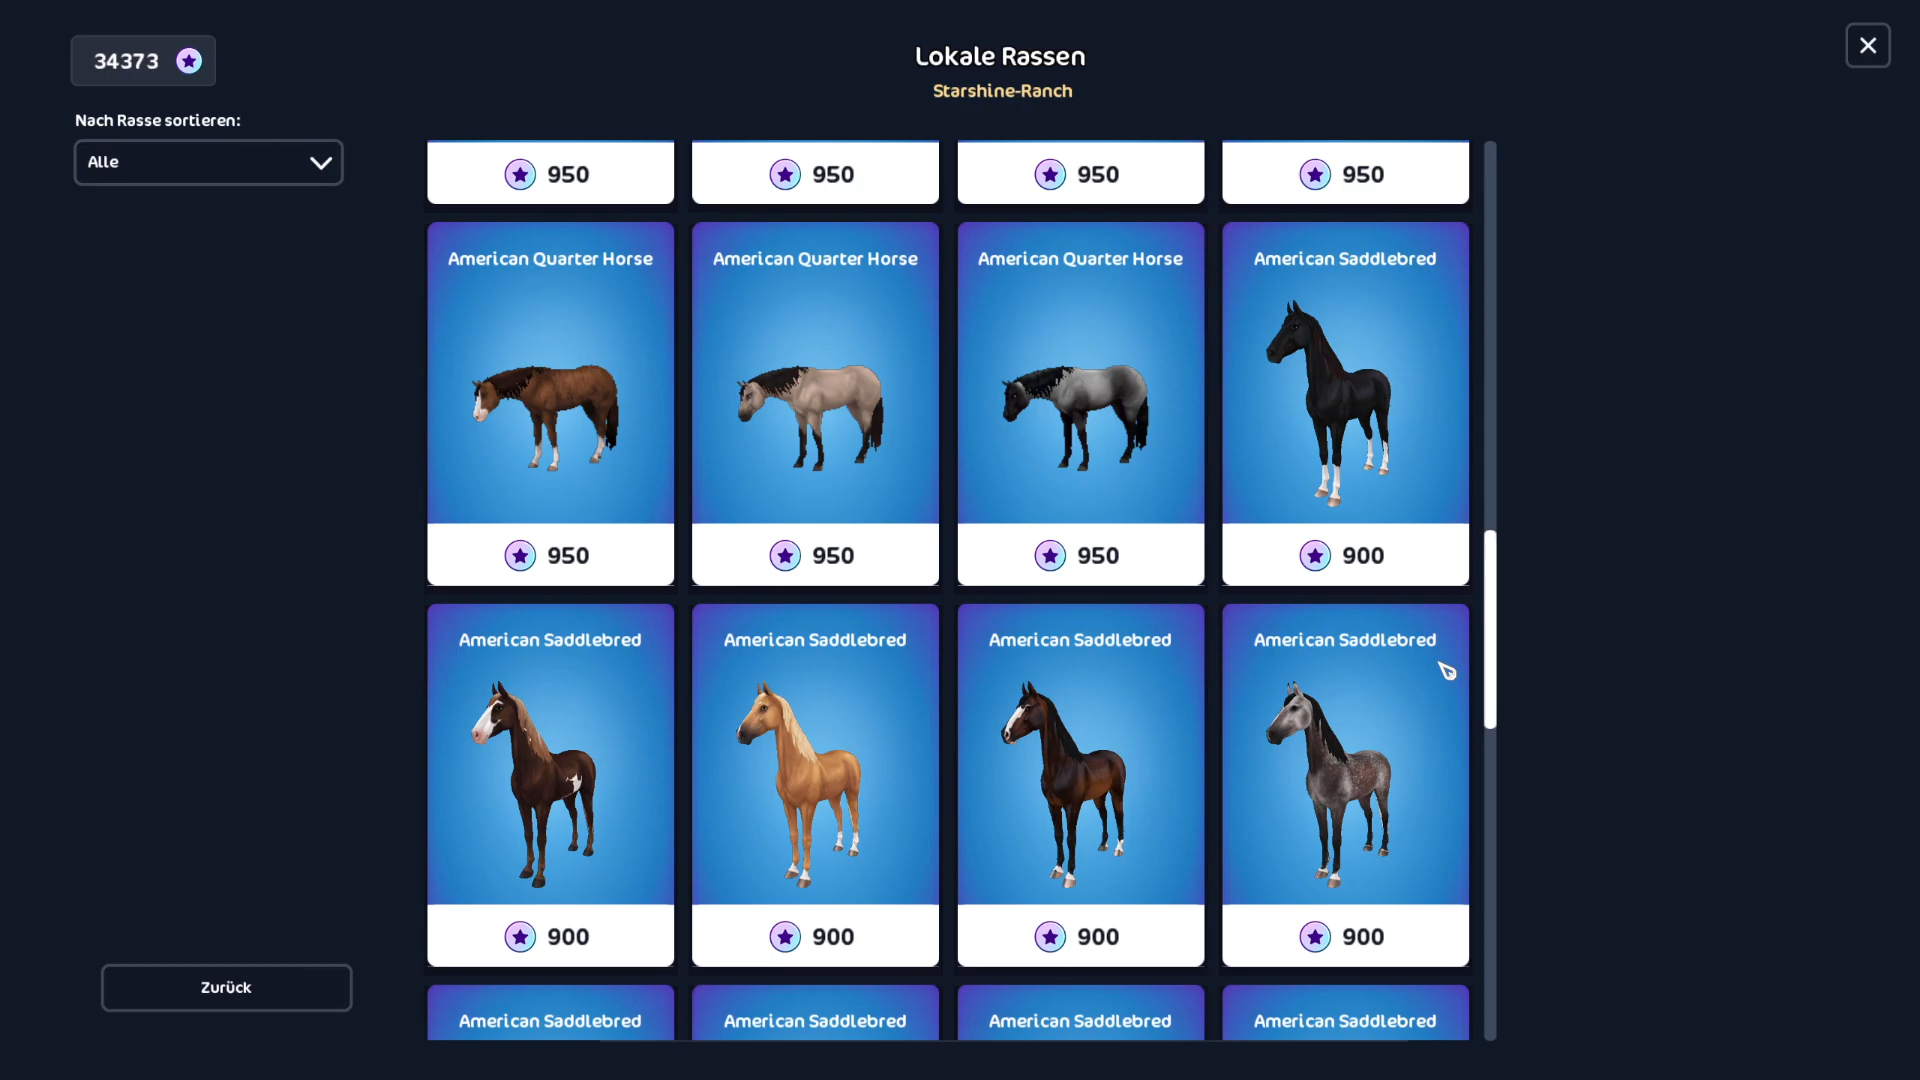 34373
Lokale Rassen
Starshine-Ranch
Nach Rasse sortieren:
Alle
950
950
950
950
American Quarter Horse
American Quarter Horse
American Quarter Horse
American Saddlebred
950
950
950
900
American Saddlebred
American Saddlebred
American Saddlebred
American Saddlebred
900
900
900
900
Zurück
American Saddlebred
American Saddlebred
American Saddlebred
American Saddlebred